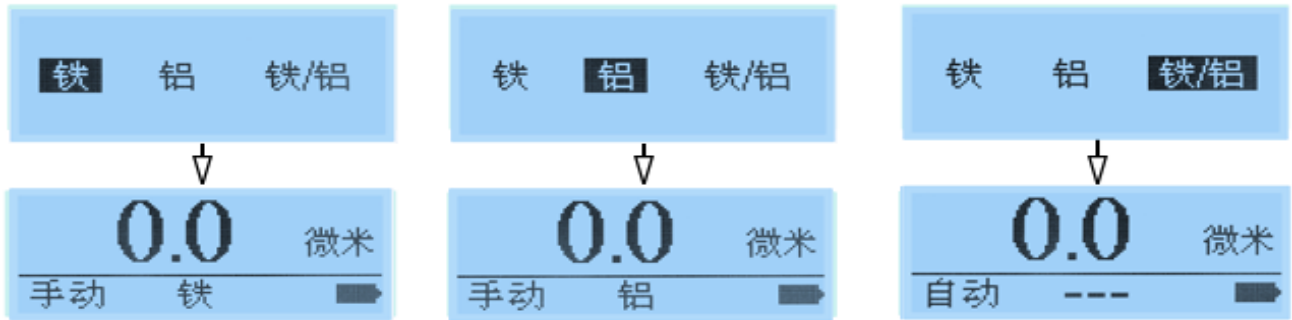 铁 铝 铁/铝
0.0 微米
手动 铁
铁 铝 铁/铝
0.0 微米
手动 铝
铁 铝 铁/铝
0.0 微米
自动 ---